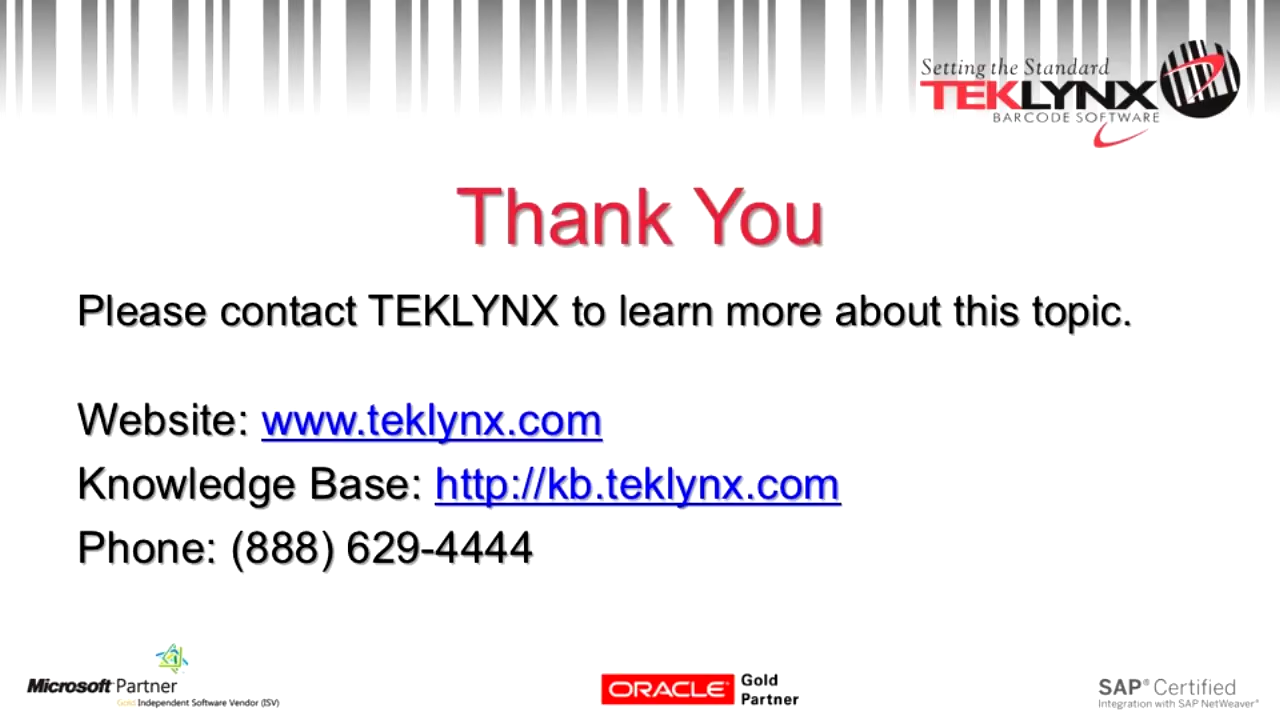 Setting the Standard
TEKLYNX
BARCODE SOFTWARE
Thank You
Please contact TEKLYNX to learn more about this topic.
Website: www.teklynx.com
Knowledge Base: http://kb.teklynx.com
Phone: (888) 629-4444
Microsoft Partner
Gold Independent Software Vendor (ISV)
ORACLE Gold
Partner
SAP® Certified
Integration with SAP NetWeaver®